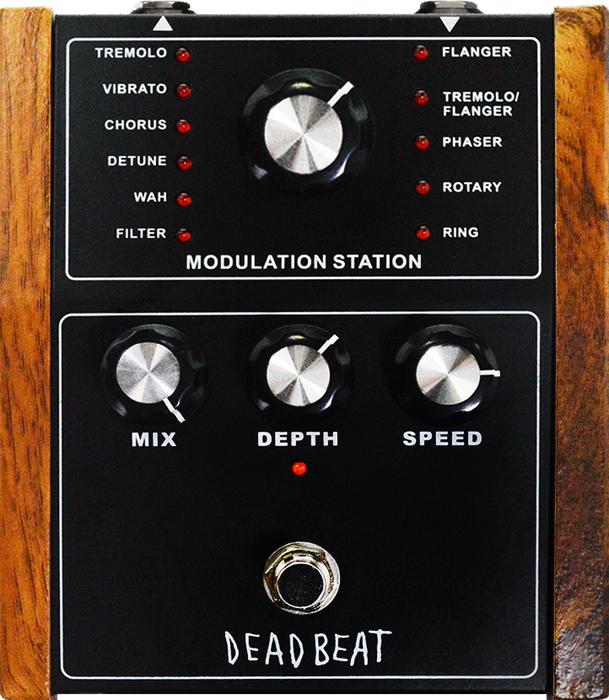 TREMOLO
VIBRATO
CHORUS
DETUNE
WAH
FILTER
FLANGER
TREMOLO/
FLANGER
PHASER
ROTARY
RING
MODULATION STATION
MIX
DEPTH
SPEED
DEADBEAT